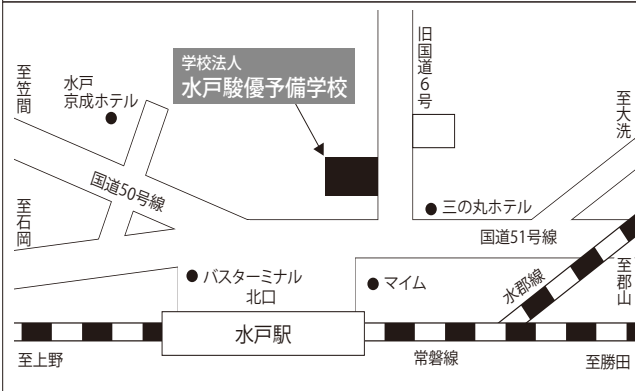 学校法人
水戸駿優予備学校
旧国道6号
至笠間
水戸
京成ホテル
至大洗
国道50号線
至石岡
三の丸ホテル
国道51号線
バスターミナル
北口
マイム
水郡線
至郡山
水戸駅
至上野
常磐線
至勝田